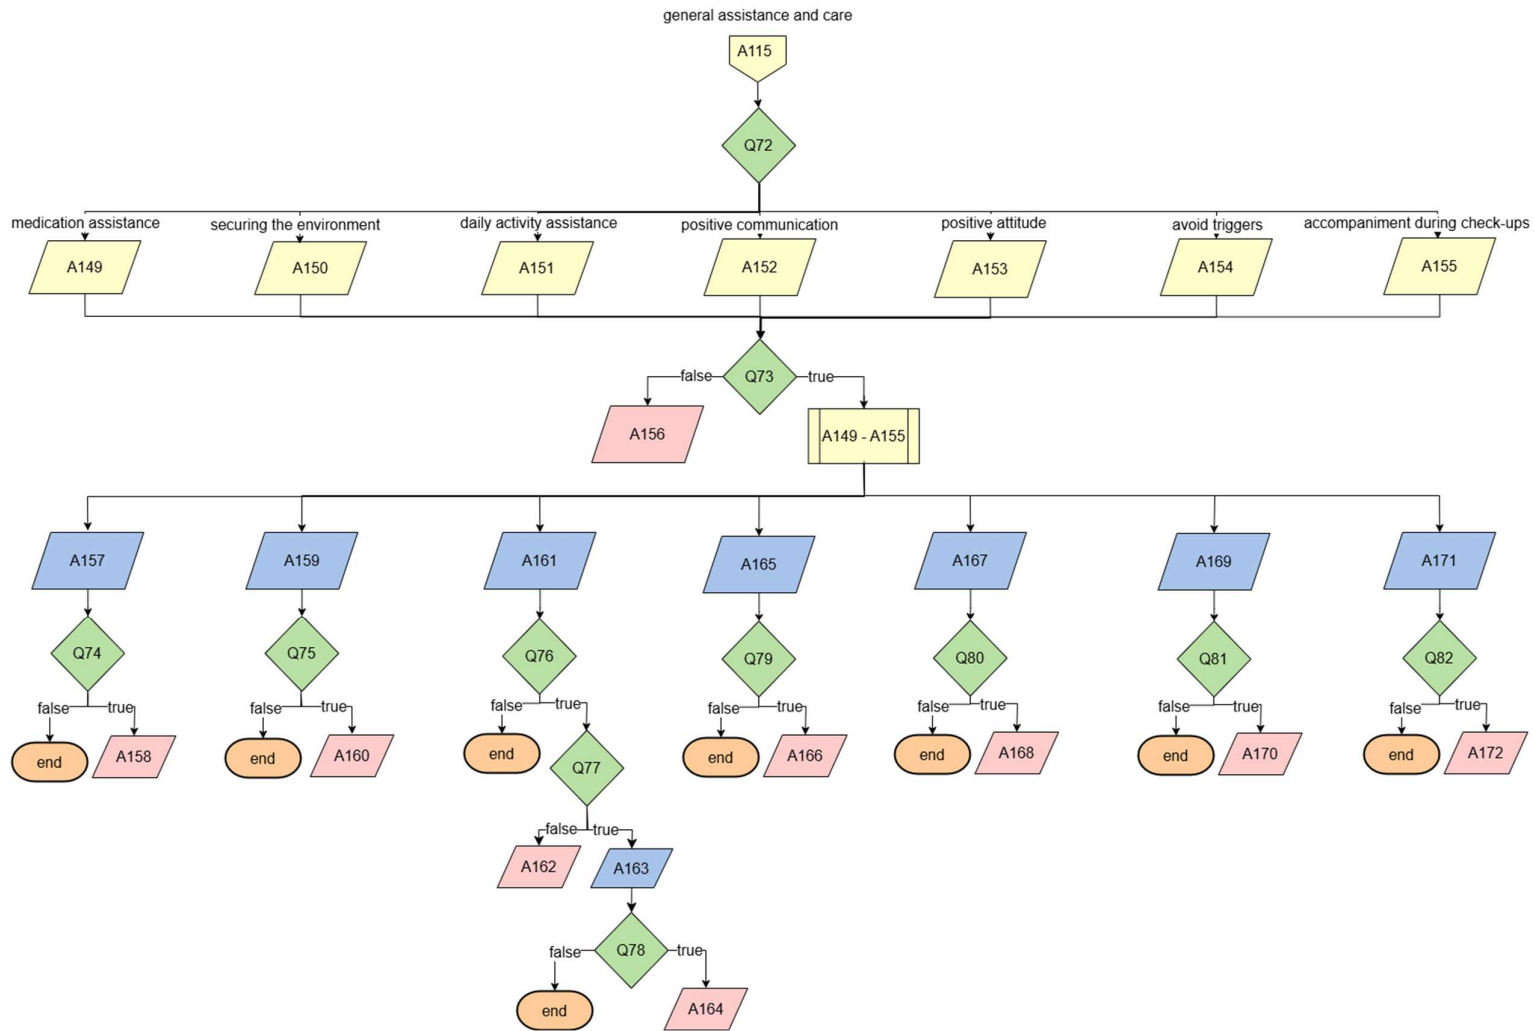 general assistance and care
A115
Q72
medication assistance
securing the environment
daily activity assistance
positive communication
positive attitude
avoid triggers
accompaniment during check-ups
A149
A150
A151
A152
A153
A154
A155
false
Q73
true
A156
A149 - A155
A157
A159
A161
A165
A167
A169
A171
Q74
Q75
Q76
Q79
Q80
Q81
Q82
false
true
false
true
false
true
false
true
false
true
false
true
false
true
end
A158
end
A160
end
Q77
end
A166
end
A168
end
A170
end
A172
false
true
A162
A163
false
Q78
true
end
A164